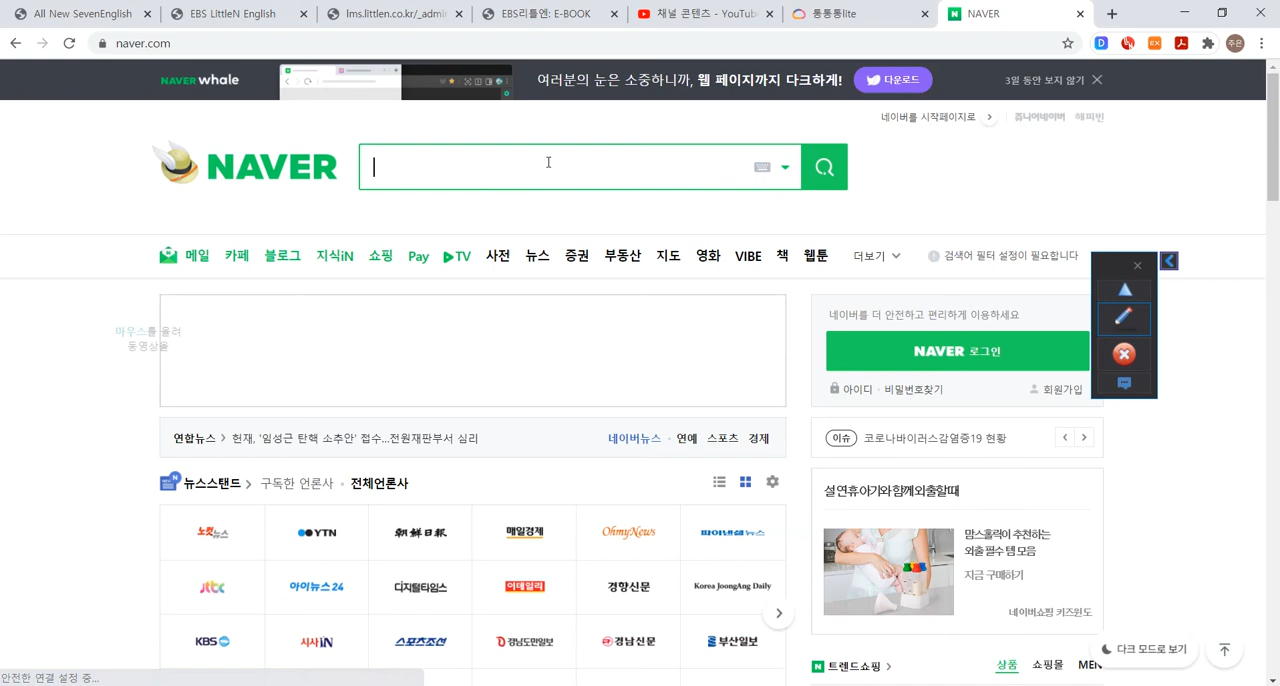 All New SevenEnglish
EBS LittleN English
lms.littlen.co.kr/_admi
EBS리틀엔: E-BOOK
채널 콘텐츠 - YouTub
통통통lite
NAVER
naver.com
주은
NAVER whale
여러분의 눈은 소중하니까, 웹 페이지까지 다크하게!
다운로드
3일 동안 보지 않기
네이버를 시작페이지로
쥬니어네이버 해피빈
NAVER
메일 카페 블로그 지식iN 쇼핑 Pay TV 사전 뉴스 증권 부동산 지도 영화 VIBE 책 웹툰 더보기
검색어 필터 설정이 필요합니다
마우스를 올려
동영상을
네이버를 더 안전하고 편리하게 이용하세요
NAVER 로그인
아이디 · 비밀번호찾기 회원가입
연합뉴스 헌재, '임성근 탄핵 소추안' 접수…전원재판부서 심리
네이버뉴스 · 연예 스포츠 경제
이슈 코로나바이러스감염증19 현황
뉴스스탠드 구독한 언론사 · 전체언론사
노컷뉴스 YTN 朝鮮日報 매일경제 OhmyNews 파이낸셜뉴스
jtbc 아이뉴스24 디지털타임스 이데일리 경향신문 Korea JoongAng Daily
KBS 시사iN 스포츠조선 경남도민일보 경남신문 부산일보
설 연휴 아가와 함께 외출할 때
맘스홀릭이 추천하는
외출 필수 템 모음
지금 구매하기
네이버쇼핑 키즈윈도
다크 모드로 보기
트렌드쇼핑 상품 쇼핑몰 MEN
안전한 연결 설정 중...